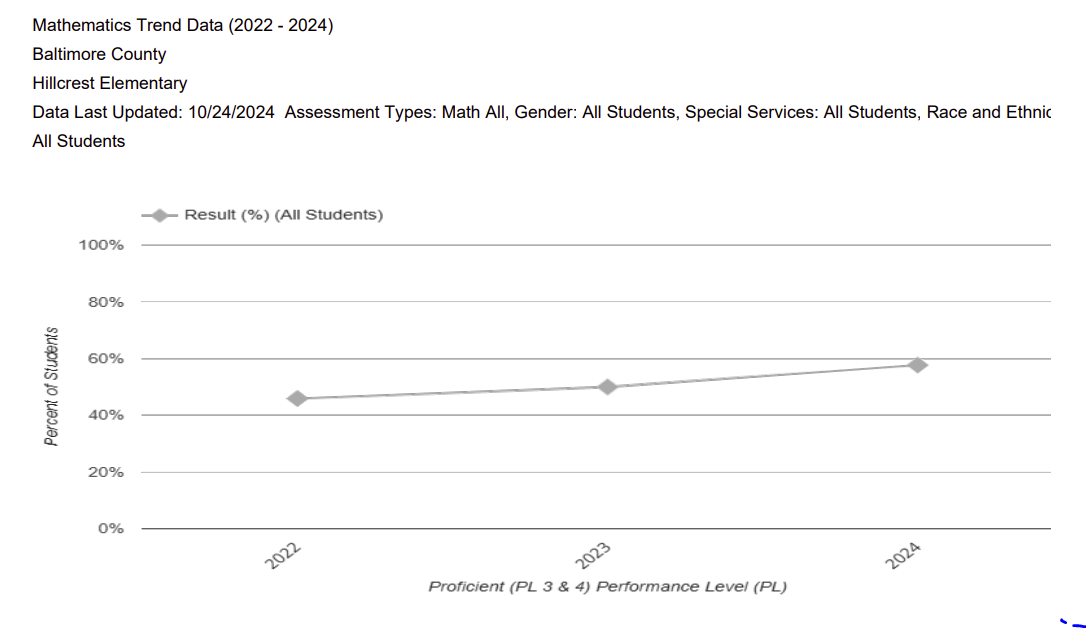 Mathematics Trend Data (2022 - 2024)
Baltimore County
Hillcrest Elementary
Data Last Updated: 10/24/2024 Assessment Types: Math All, Gender: All Students, Special Services: All Students, Race and Ethnic
All Students
Result (%) (All Students)
100%
80%
60%
40%
20%
0%
Percent of Students
2022
2023
2024
Proficient (PL 3 & 4) Performance Level (PL)